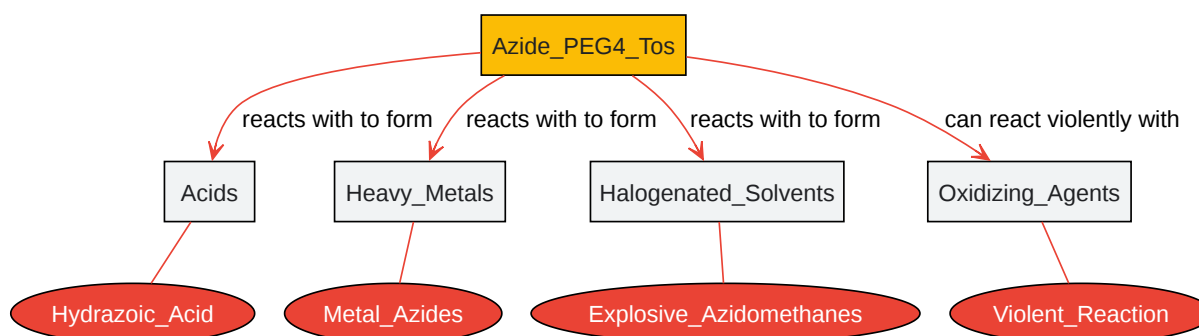 Azide_PEG4_Tos
reacts with to form
reacts with to form
reacts with to form
can react violently with
Acids
Heavy_Metals
Halogenated_Solvents
Oxidizing_Agents
Hydrazoic_Acid
Metal_Azides
Explosive_Azidomethanes
Violent_Reaction